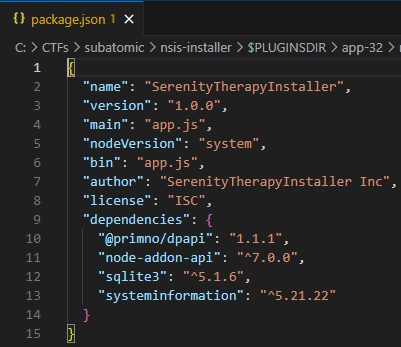 {} package.json 1 ×
C: > CTFs > subatomic > nsis-installer > $PLUGINSDIR > app-32 >
1 {
2 "name": "SerenityTherapyInstaller",
3 "version": "1.0.0",
4 "main": "app.js",
5 "nodeVersion": "system",
6 "bin": "app.js",
7 "author": "SerenityTherapyInstaller Inc",
8 "license": "ISC",
9 "dependencies": {
10 "@primno/dpapi": "1.1.1",
11 "node-addon-api": "^7.0.0",
12 "sqlite3": "^5.1.6",
13 "systeminformation": "^5.21.22"
14 }
15 }